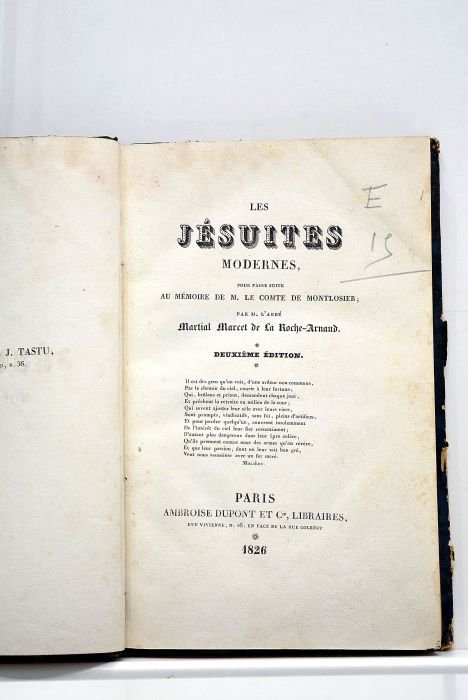 J. TASTU,
, n. 36.
LES
JÉSUITES
MODERNES,
POUR FAIRE SUITE
AU MÉMOIRE DE M. LE COMTE DE MONTLOSIER;
PAR M. L'ABBÉ
Martial Marcet de La Roche-Arnaud.
DEUXIÈME ÉDITION.
Il est des gens qu'on voit, d'une ardeur non commune,
Par le chemin du ciel, courir à leur fortune;
Qui, brûlans et prians, demandent chaque jour,
Et prêchent la retraite au milieu de la cour;
Qui savent ajuster leur zèle avec leurs vices,
Sont prompts, vindicatifs, sans foi, pleins d'artifices,
Et pour perdre quelqu'un, couvrent insolemment
De l'intérêt du ciel leur fier ressentiment;
D'autant plus dangereux dans leur âpre colère,
Qu'ils prennent contre nous des armes qu'on révère,
Et que leur passion, dont on leur sait bon gré,
Veut nous assassiner avec un fer sacré.
MOLIÈRE.
PARIS
AMBROISE DUPONT ET Cie, LIBRAIRES,
RUE VIVIENNE, N. 16, EN FACE DE LA RUE COLBERT
1826
E
15